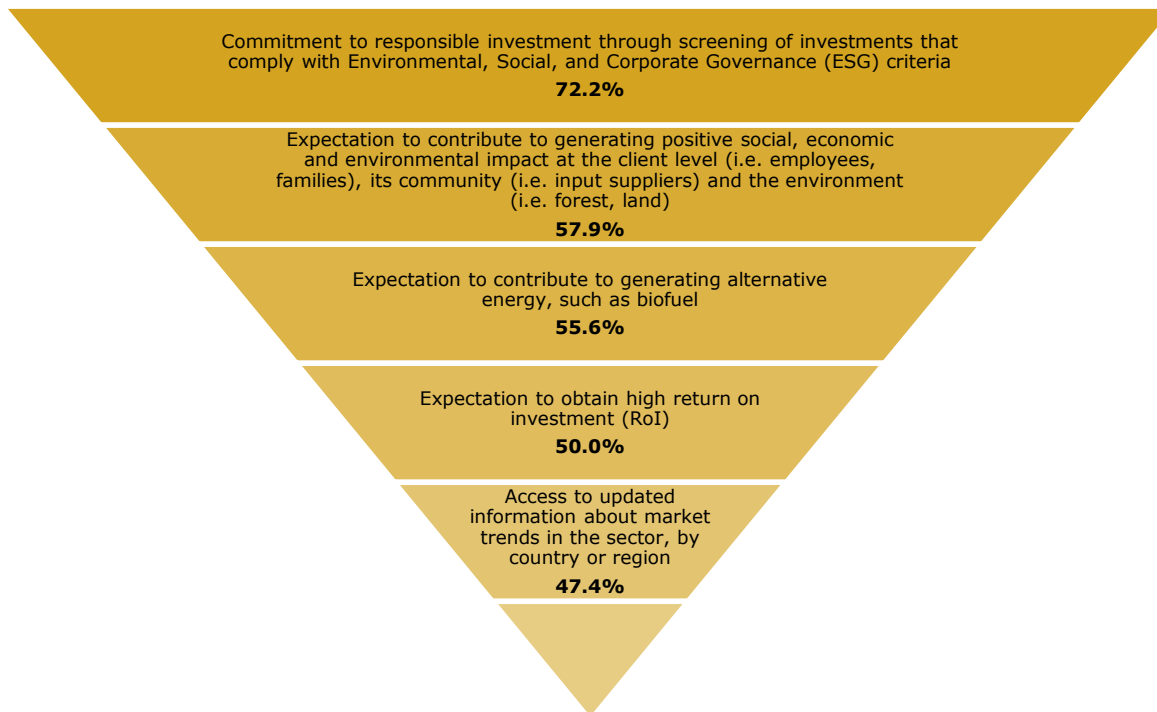 Commitment to responsible investment through screening of investments that
comply with Environmental, Social, and Corporate Governance (ESG) criteria
72.2%
Expectation to contribute to generating positive social, economic
and environmental impact at the client level (i.e. employees,
families), its community (i.e. input suppliers) and the environment
(i.e. forest, land)
57.9%
Expectation to contribute to generating alternative
energy, such as biofuel
55.6%
Expectation to obtain high return on
investment (RoI)
50.0%
Access to updated
information about market
trends in the sector, by
country or region
47.4%